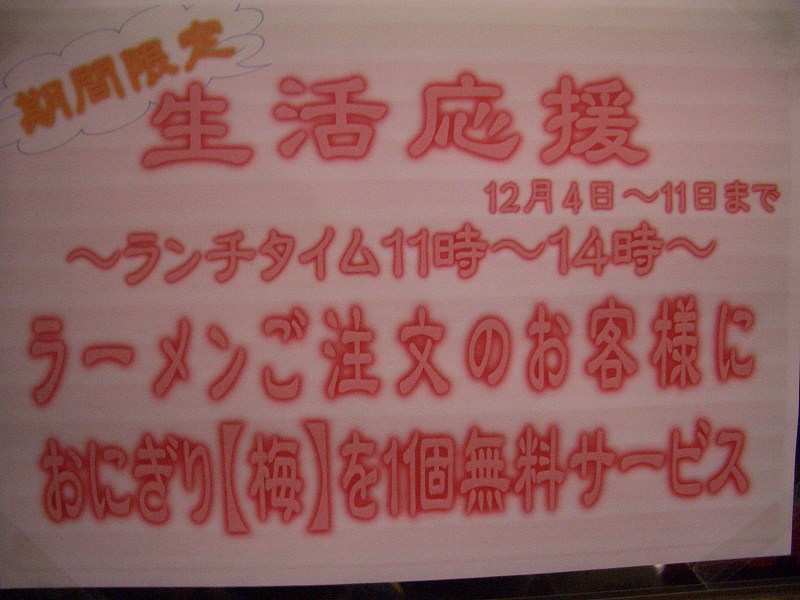 期間限定
生活応援
12月4日～11日まで
～ランチタイム11時～14時～
ラーメンご注文のお客様に
おにぎり【梅】を1個無料サービス